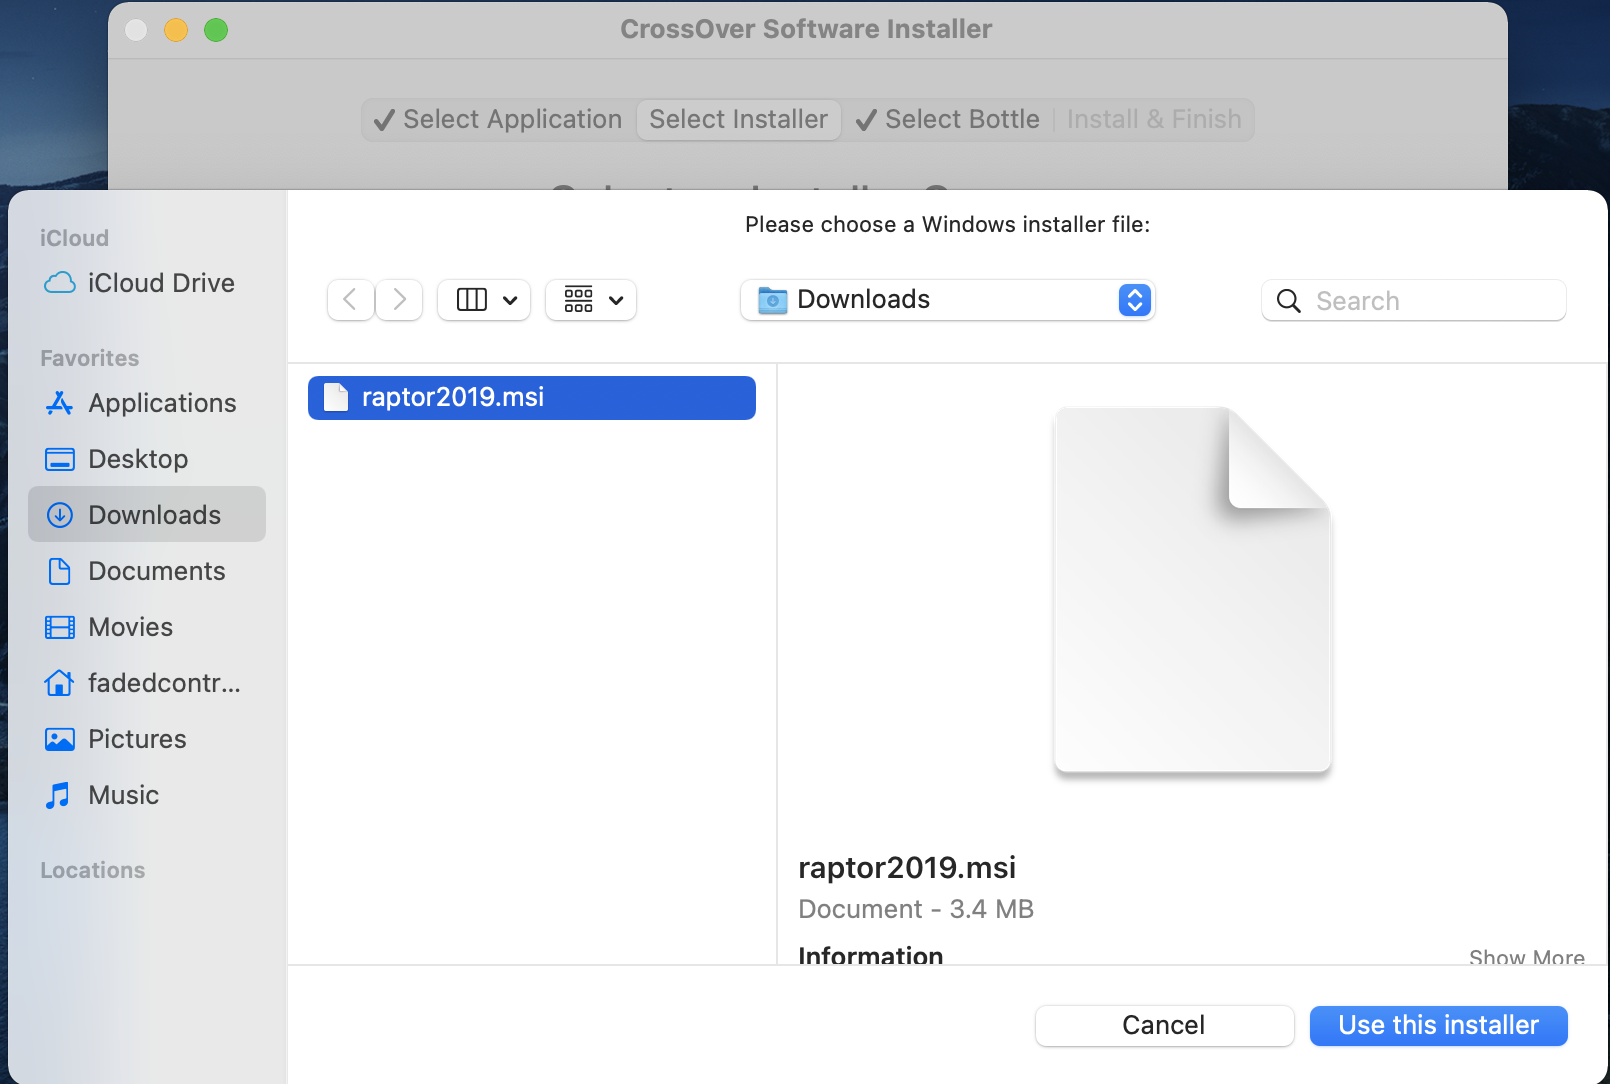 CrossOver Software Installer
Select Application
Select Installer
Select Bottle
Install & Finish
Please choose a Windows installer file:
iCloud
iCloud Drive
Downloads
Search
Favorites
Applications
Desktop
Downloads
Documents
Movies
fadedcontr...
Pictures
Music
Locations
raptor2019.msi
raptor2019.msi
Document - 3.4 MB
Information
Show More
Cancel
Use this installer